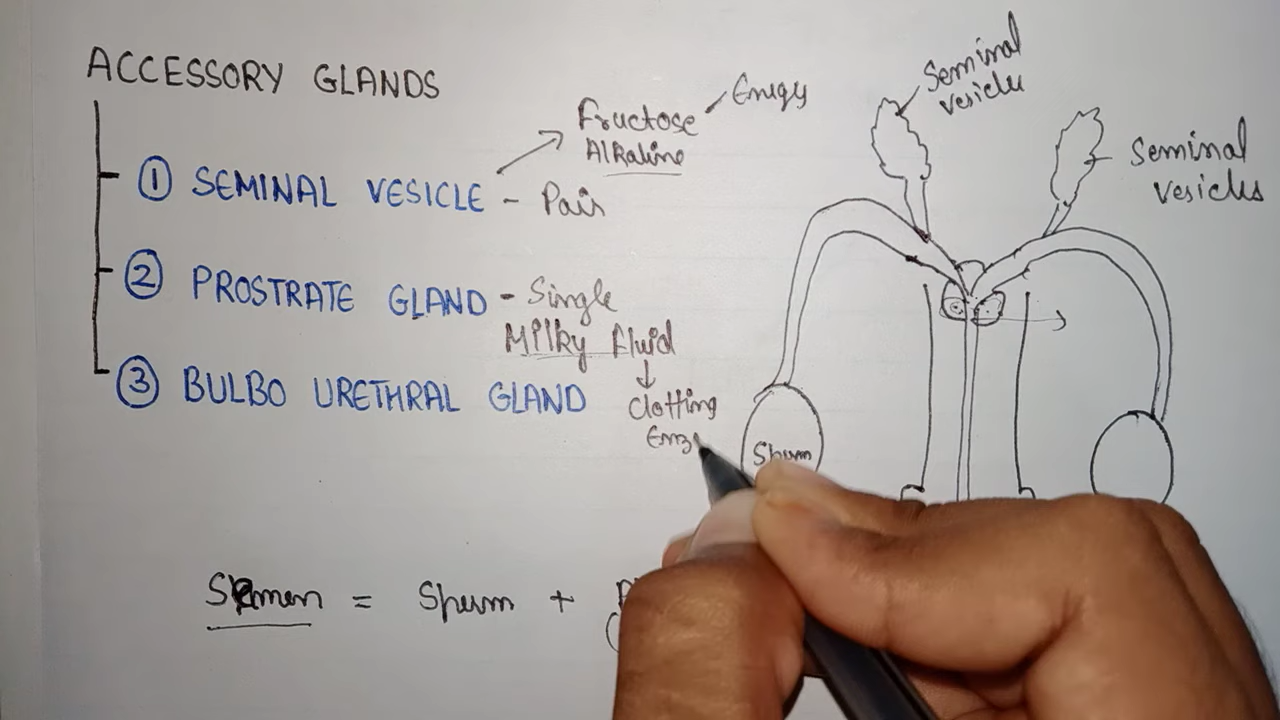 ACCESSORY GLANDS
① SEMINAL VESICLE - Pair
Fructose
Alkaline
Energy
② PROSTRATE GLAND - Single
Milky Fluid
Clotting
Enz
③ BULBO URETHRAL GLAND
Semen = Sperm +
Seminal
vesicle
Seminal
vesicles
Sperm